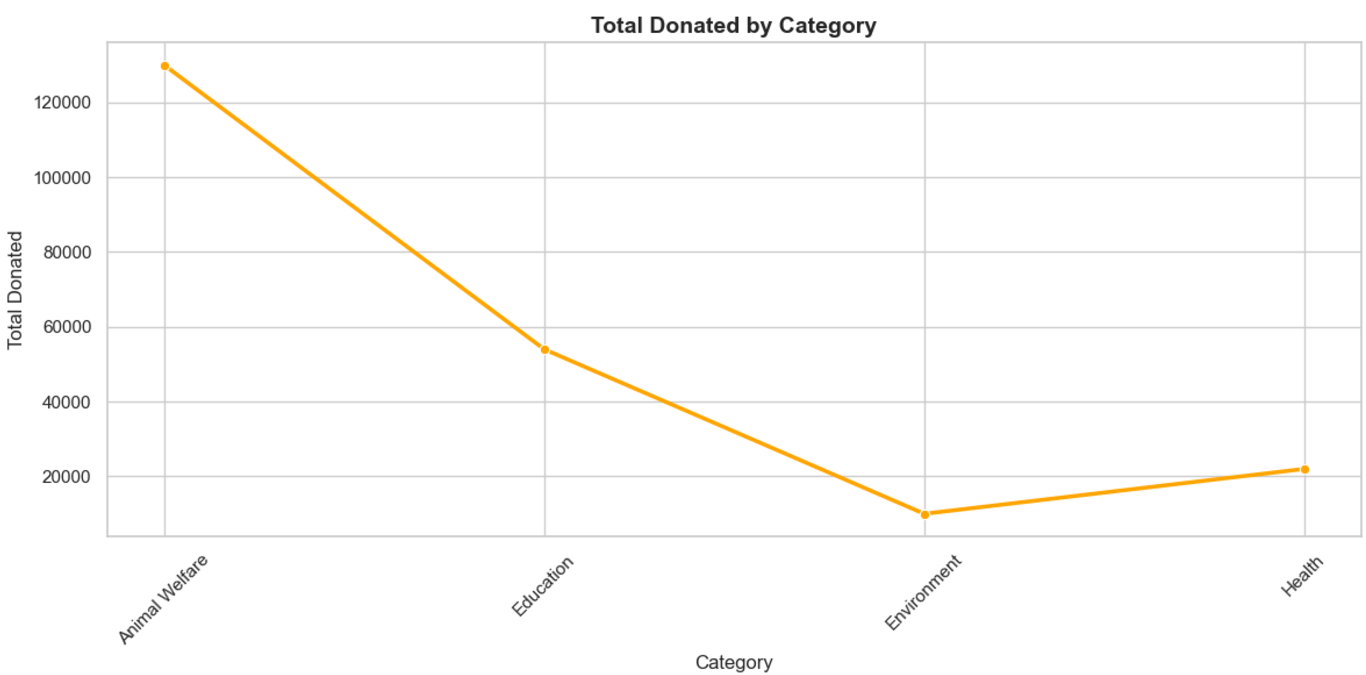 Total Donated by Category
Total Donated
120000
100000
80000
60000
40000
20000
Animal Welfare
Education
Environment
Health
Category